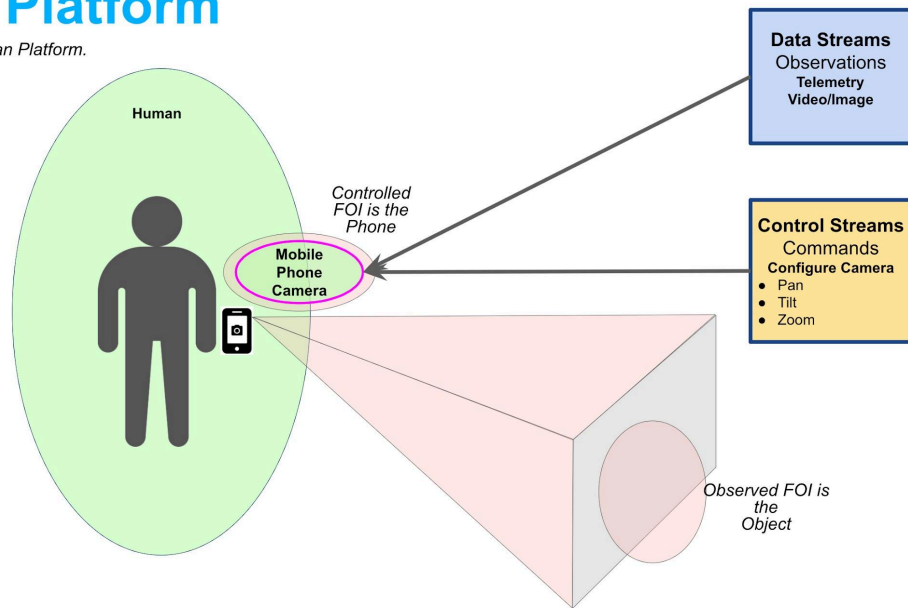 Platform
an Platform.
Human
Controlled
FOI is the
Phone
Mobile
Phone
Camera
Data Streams
Observations
Telemetry
Video/Image
Control Streams
Commands
Configure Camera
● Pan
● Tilt
● Zoom
Observed FOI is
the
Object